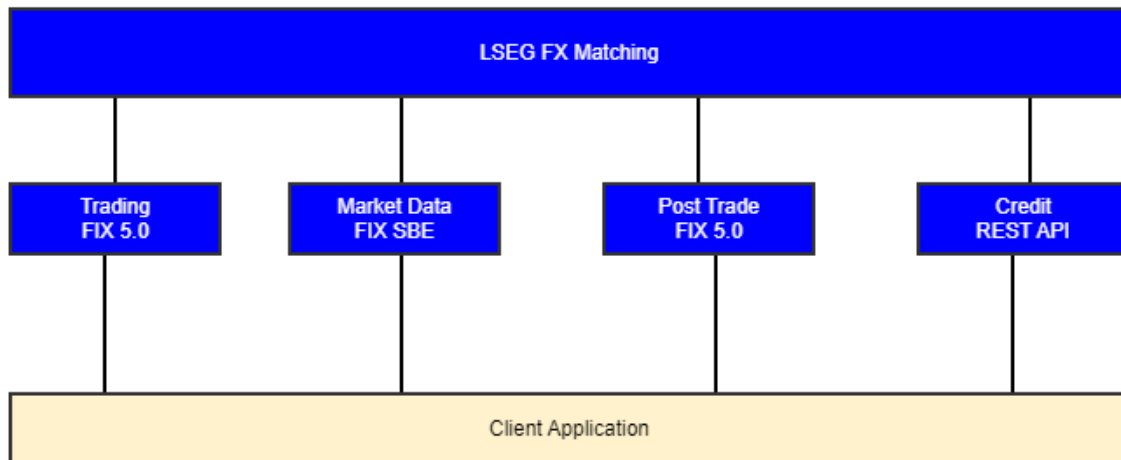 LSEG FX Matching
Trading
FIX 5.0
Market Data
FIX SBE
Post Trade
FIX 5.0
Credit
REST API
Client Application